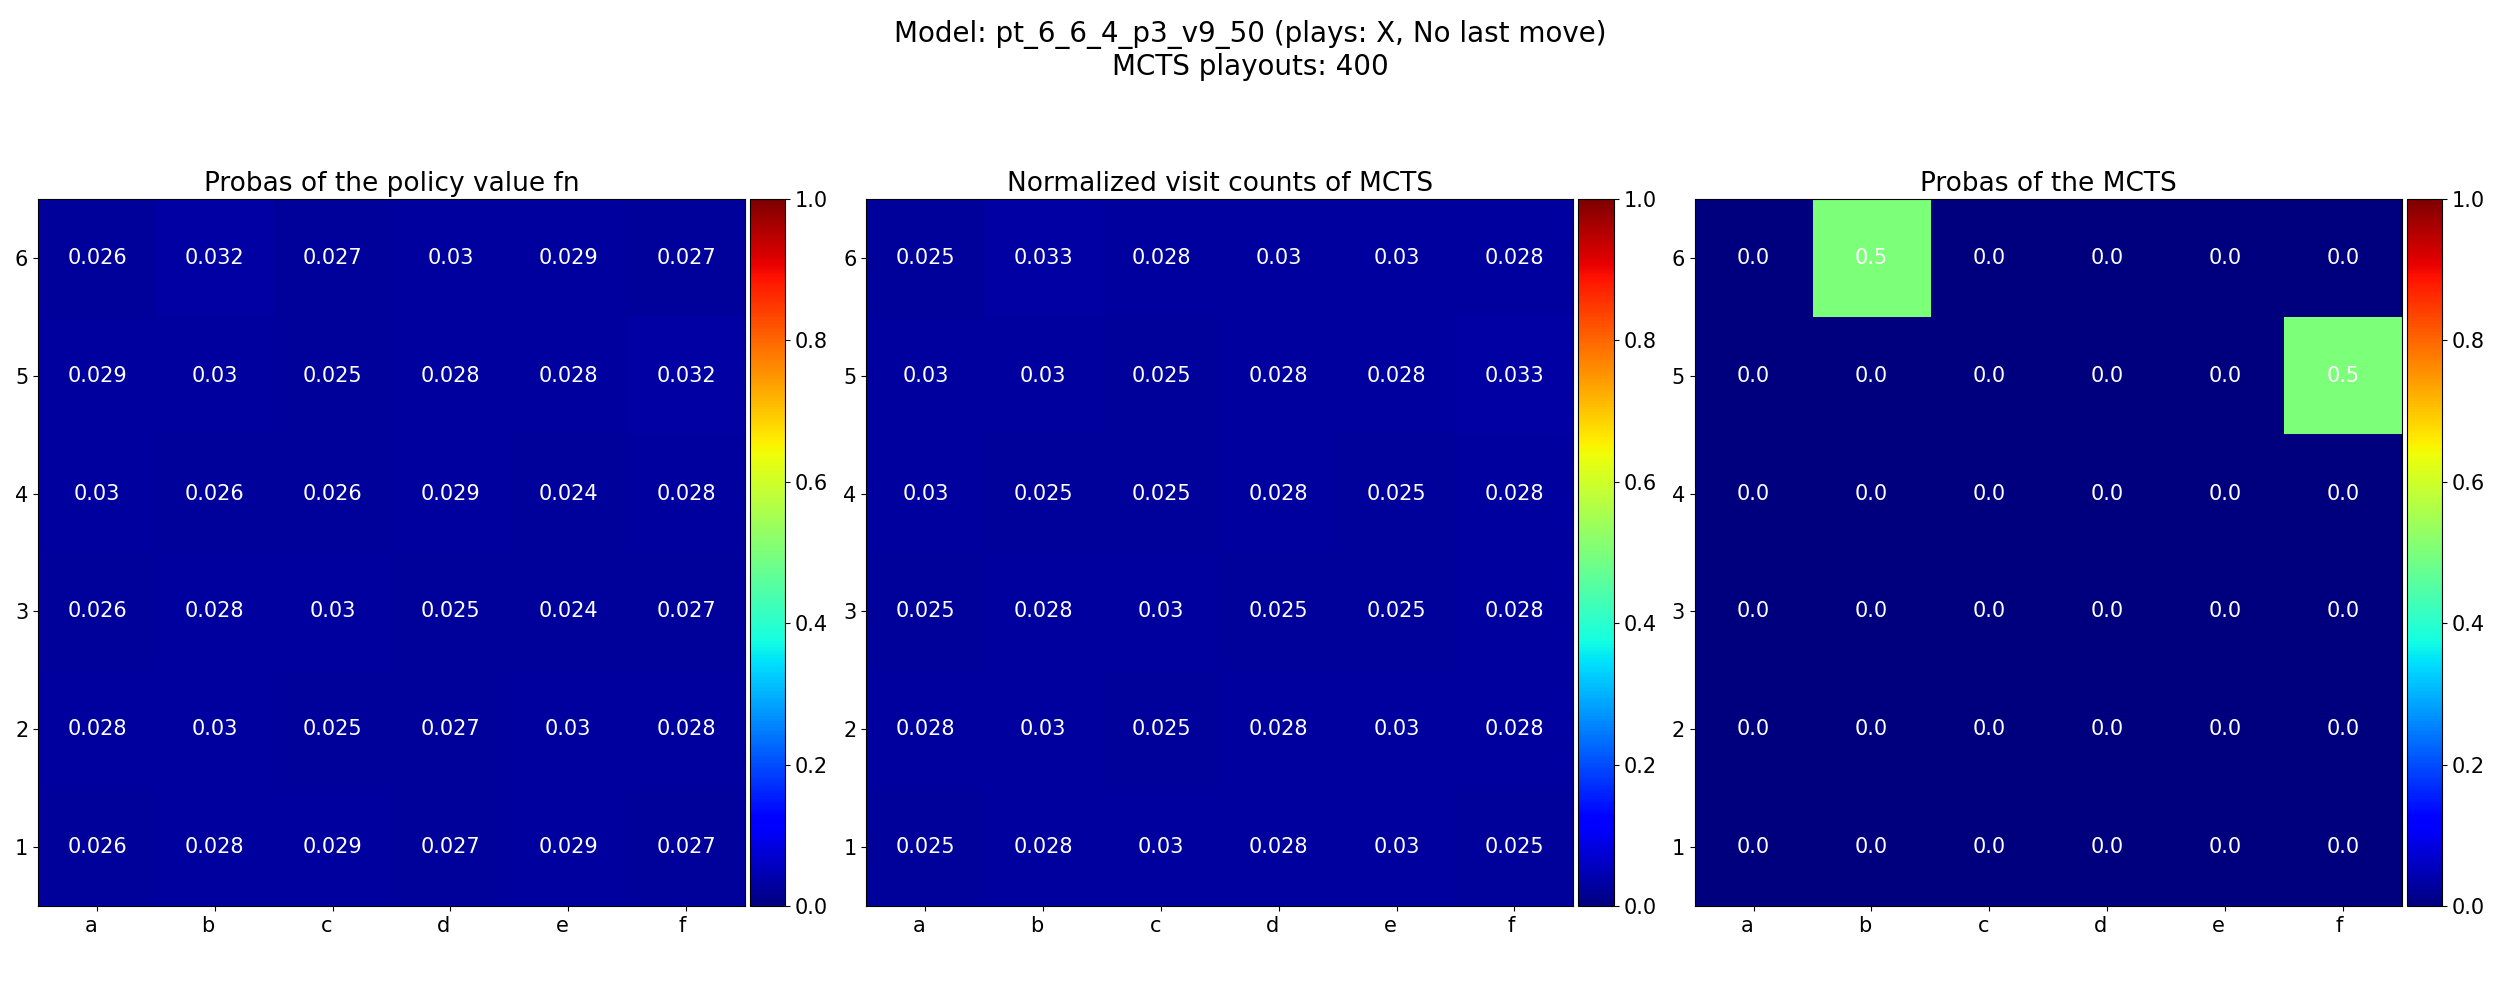 Model: pt_6_6_4_p3_v9_50 (plays: X, No last move)
MCTS playouts: 400
Probas of the policy value fn
6 0.026 0.032 0.027 0.03 0.029 0.027
5 0.029 0.03 0.025 0.028 0.028 0.032
4 0.03 0.026 0.026 0.029 0.024 0.028
3 0.026 0.028 0.03 0.025 0.024 0.027
2 0.028 0.03 0.025 0.027 0.03 0.028
1 0.026 0.028 0.029 0.027 0.029 0.027
a b c d e f
1.0
0.8
0.6
0.4
0.2
0.0
Normalized visit counts of MCTS
6 0.025 0.033 0.028 0.03 0.03 0.028
5 0.03 0.03 0.025 0.028 0.028 0.033
4 0.03 0.025 0.025 0.028 0.025 0.028
3 0.025 0.028 0.03 0.025 0.025 0.028
2 0.028 0.03 0.025 0.028 0.03 0.028
1 0.025 0.028 0.03 0.028 0.03 0.025
a b c d e f
1.0
0.8
0.6
0.4
0.2
0.0
Probas of the MCTS
6 0.0 0.5 0.0 0.0 0.0 0.0
5 0.0 0.0 0.0 0.0 0.0 0.5
4 0.0 0.0 0.0 0.0 0.0 0.0
3 0.0 0.0 0.0 0.0 0.0 0.0
2 0.0 0.0 0.0 0.0 0.0 0.0
1 0.0 0.0 0.0 0.0 0.0 0.0
a b c d e f
1.0
0.8
0.6
0.4
0.2
0.0